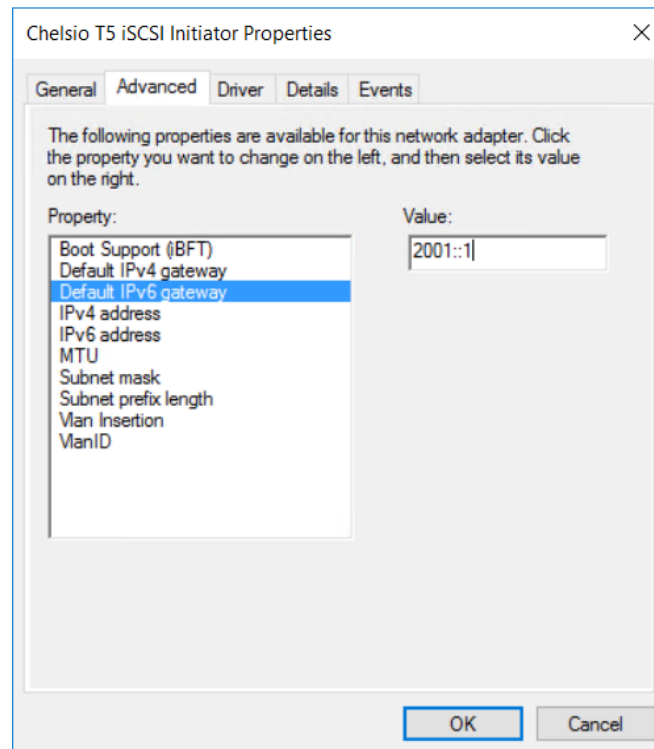 Chelsio T5 iSCSI Initiator Properties
General Advanced Driver Details Events
The following properties are available for this network adapter. Click
the property you want to change on the left, and then select its value
on the right.
Property: Value:
Boot Support (iBFT) 2001::1
Default IPv4 gateway
Default IPv6 gateway
IPv4 address
IPv6 address
MTU
Subnet mask
Subnet prefix length
Vlan Insertion
VlanID
OK Cancel